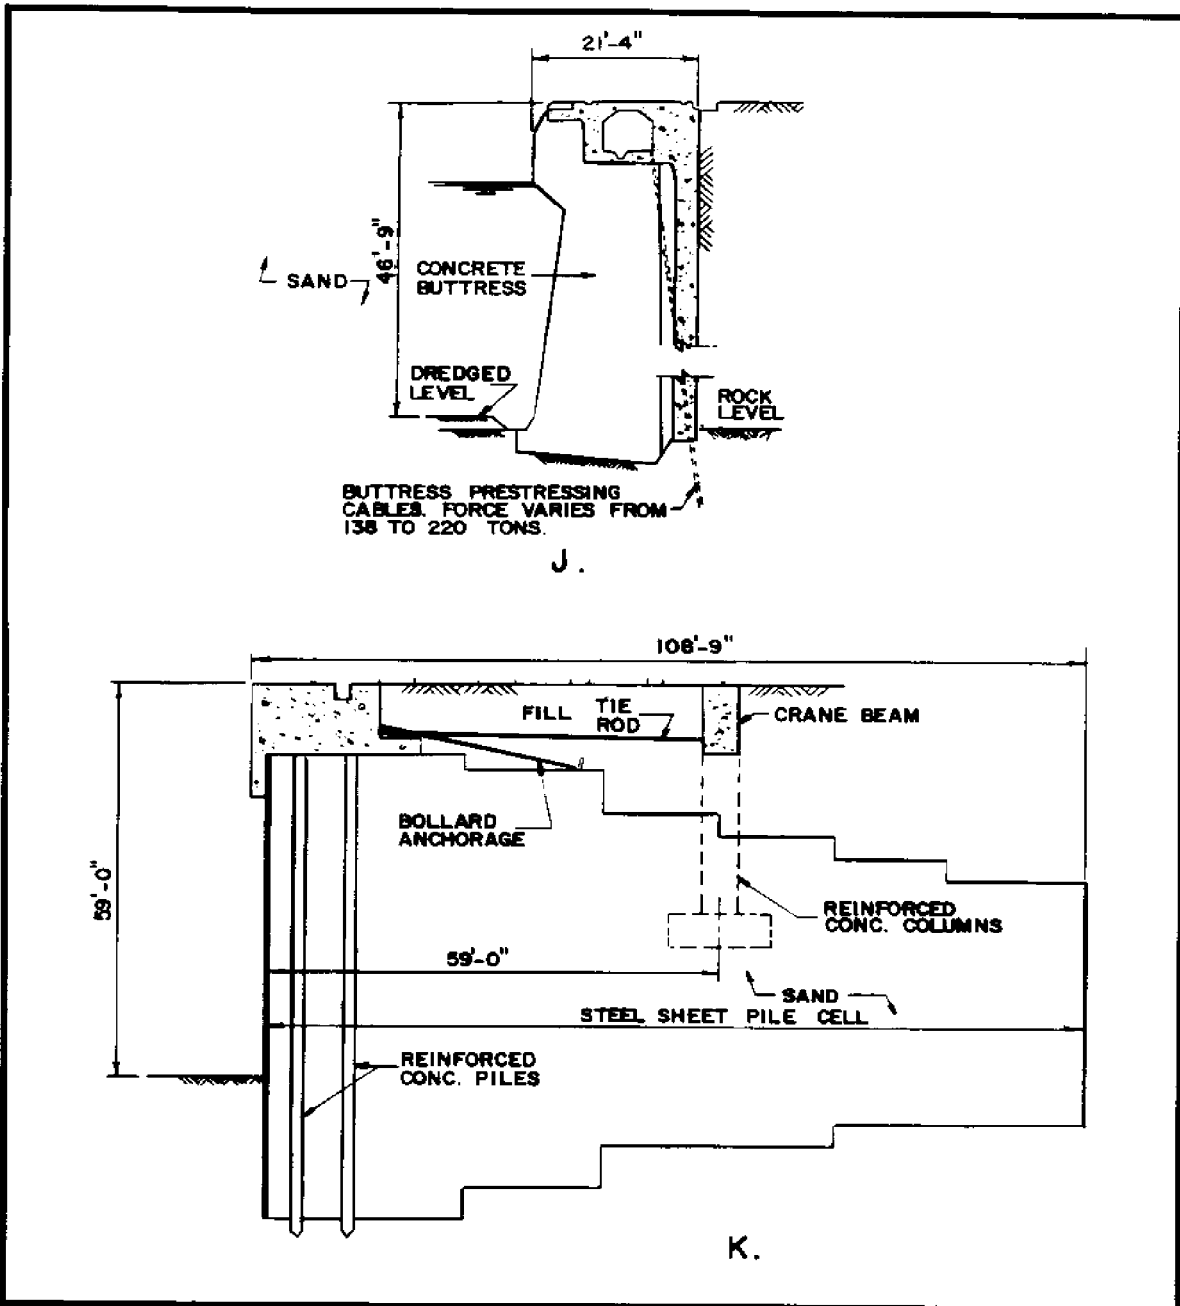 21'-4"
46'-9"
SAND
CONCRETE
BUTTRESS
DREDGED
LEVEL
ROCK
LEVEL
BUTTRESS PRESTRESSING
CABLES. FORCE VARIES FROM
138 TO 220 TONS.
J.
108'-9"
FILL
TIE
ROD
CRANE BEAM
BOLLARD
ANCHORAGE
59'-0"
REINFORCED
CONC. COLUMNS
59'-0"
SAND
STEEL SHEET PILE CELL
REINFORCED
CONC. PILES
K.